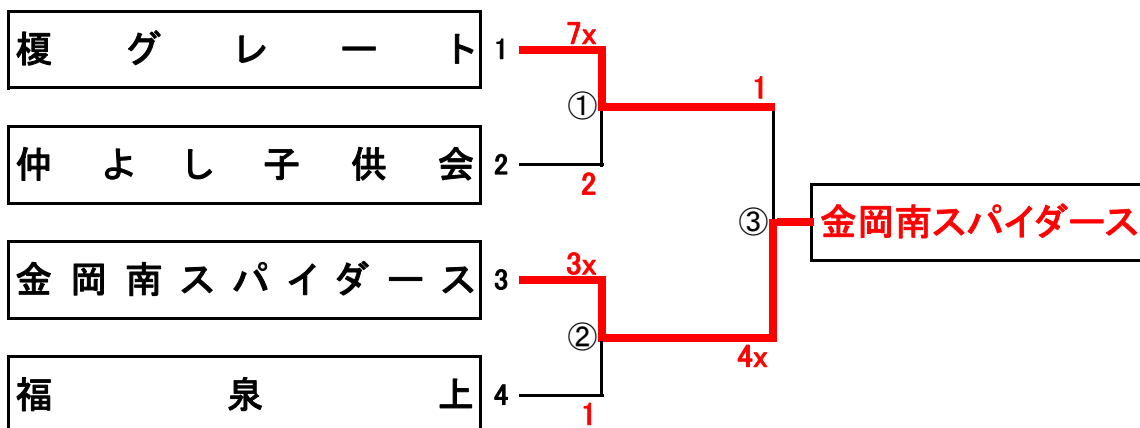 榎グレート 1 7x
① 1
仲よし子供会 2 2
③ 金岡南スパイダース
金岡南スパイダース 3 3x
② 4x
福泉上 4 1